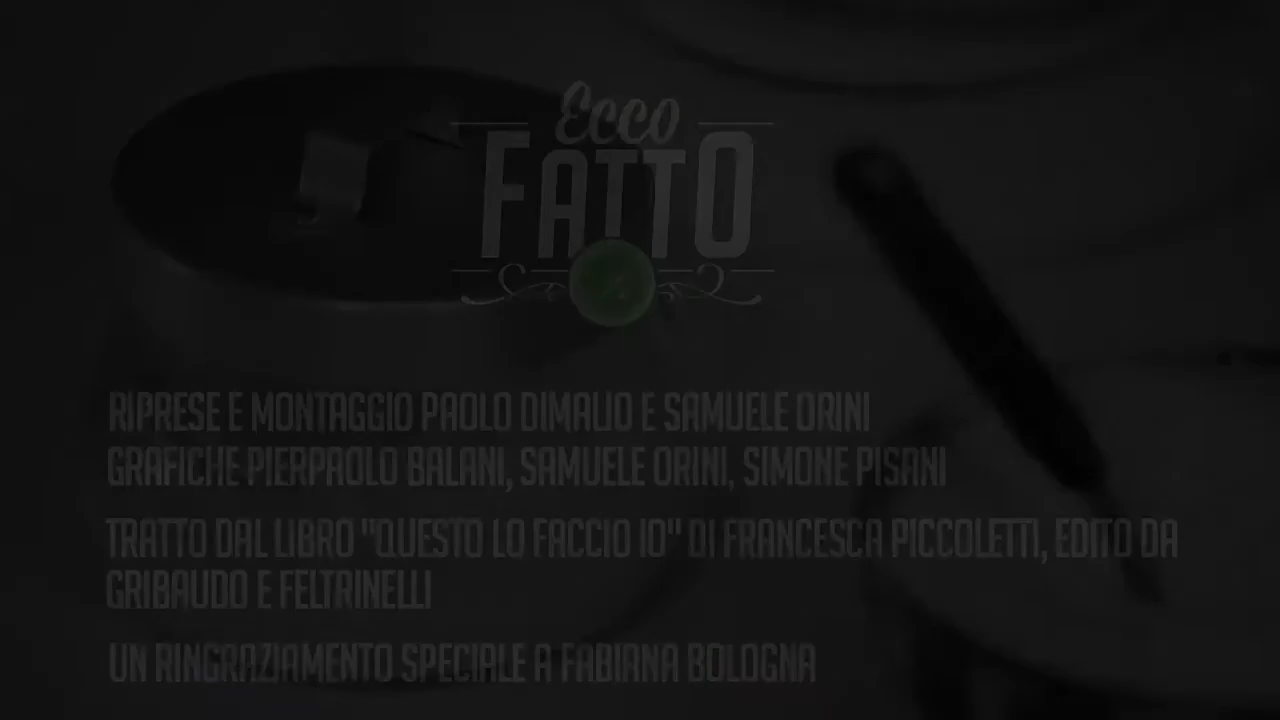 Ecco
FATTO
RIPRESE E MONTAGGIO PAOLO DIMALIO E SAMUELE ORINI
GRAFICHE PIERPAOLO BALANI, SAMUELE ORINI, SIMONE PISANI
TRATTO DAL LIBRO "QUESTO LO FACCIO IO" DI FRANCESCA PICCOLETTI, EDITO DA
GRIBAUDO E FELTRINELLI
UN RINGRAZIAMENTO SPECIALE A FABIANA BOLOGNA